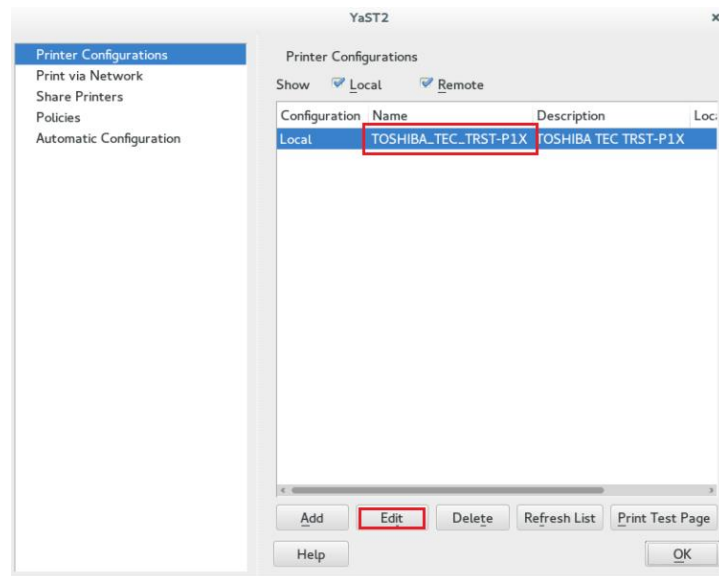 YaST2
x
Printer Configurations
Print via Network
Share Printers
Policies
Automatic Configuration
Printer Configurations
Show Local Remote
Configuration Name Description Loca
Local TOSHIBA_TEC_TRST-P1X TOSHIBA TEC TRST-P1X
Add Edit Delete Refresh List Print Test Page
Help OK